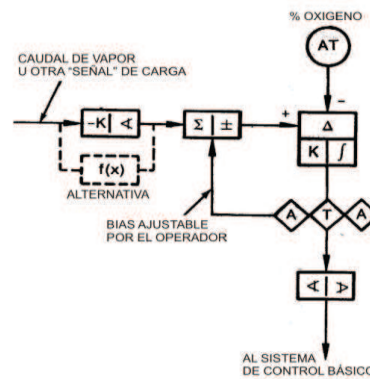 % OXIGENO
AT
CAUDAL DE VAPOR
U OTRA "SEÑAL" DE CARGA
-K ∢
Σ ±
+
−
Δ
K ∫
f(x)
ALTERNATIVA
BIAS AJUSTABLE
POR EL OPERADOR
A T A
∢ ∢
AL SISTEMA
DE CONTROL BÁSICO